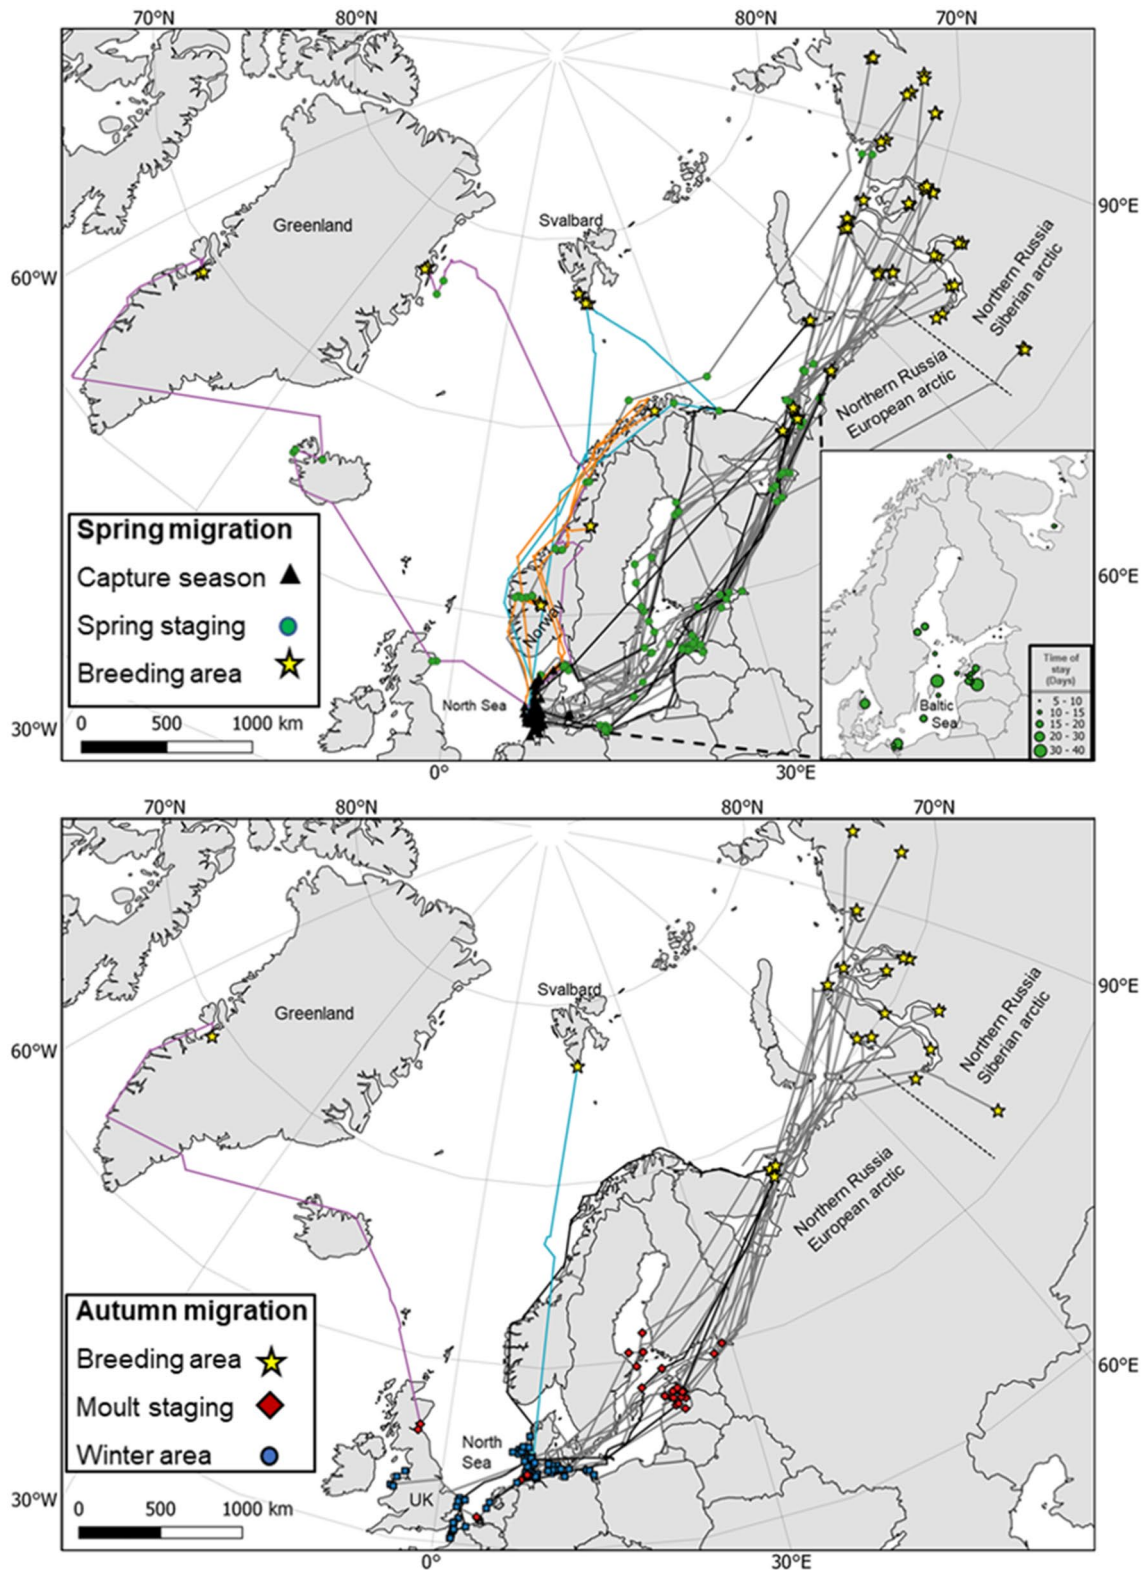 70°N
80°N
80°N
70°N
Greenland
Svalbard
90°E
60°W
Northern Russia
Siberian arctic
Northern Russia
European arctic
Spring migration
Capture season
Spring staging
Breeding area
0 500 1000 km
Norway
North Sea
60°E
Time of
stay
(Days)
5 - 10
10 - 15
15 - 20
20 - 30
30 - 40
Baltic
Sea
30°W
0°
30°E
70°N
80°N
80°N
70°N
Greenland
Svalbard
90°E
60°W
Northern Russia
Siberian arctic
Northern Russia
European arctic
Autumn migration
Breeding area
Moult staging
Winter area
0 500 1000 km
North
Sea
UK
60°E
30°W
0°
30°E